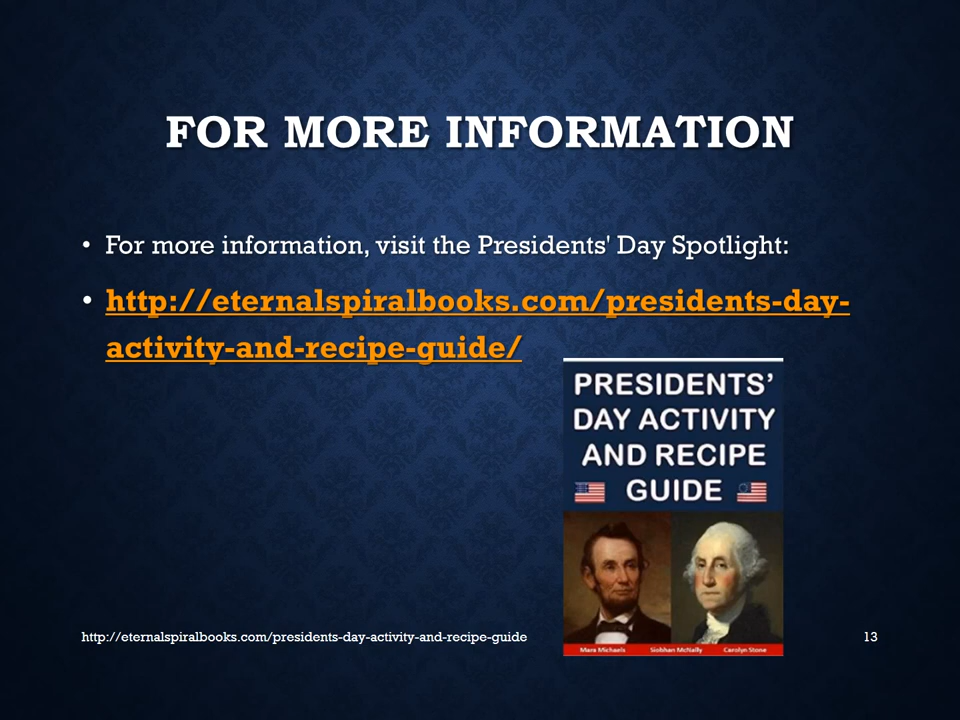 FOR MORE INFORMATION
• For more information, visit the Presidents' Day Spotlight:
• http://eternalspiralbooks.com/presidents-day-
activity-and-recipe-guide/
PRESIDENTS’
DAY ACTIVITY
AND RECIPE
GUIDE
Mara Michaels Siobhan McNally Carolyn Stone
http://eternalspiralbooks.com/presidents-day-activity-and-recipe-guide
13